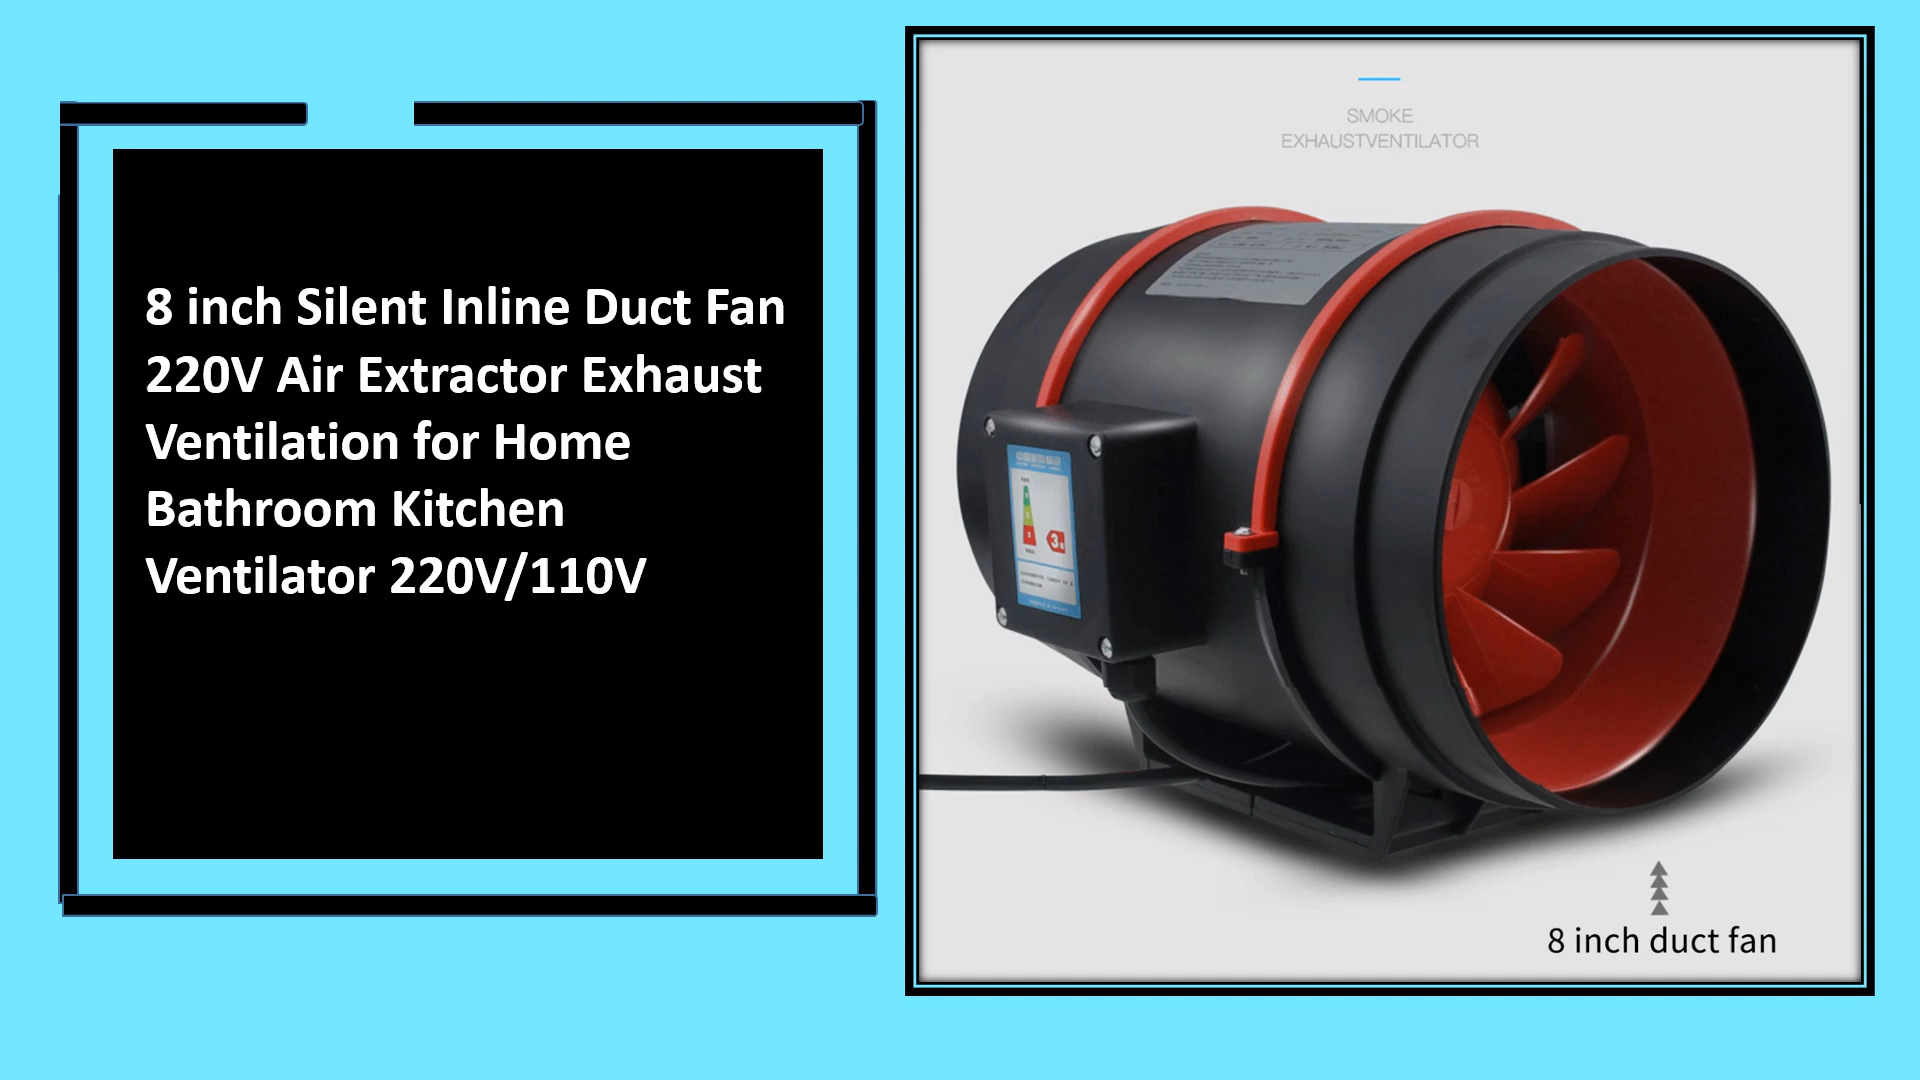 8 inch Silent Inline Duct Fan
220V Air Extractor Exhaust
Ventilation for Home
Bathroom Kitchen
Ventilator 220V/110V
SMOKE
EXHAUSTVENTILATOR
3
8 inch duct fan